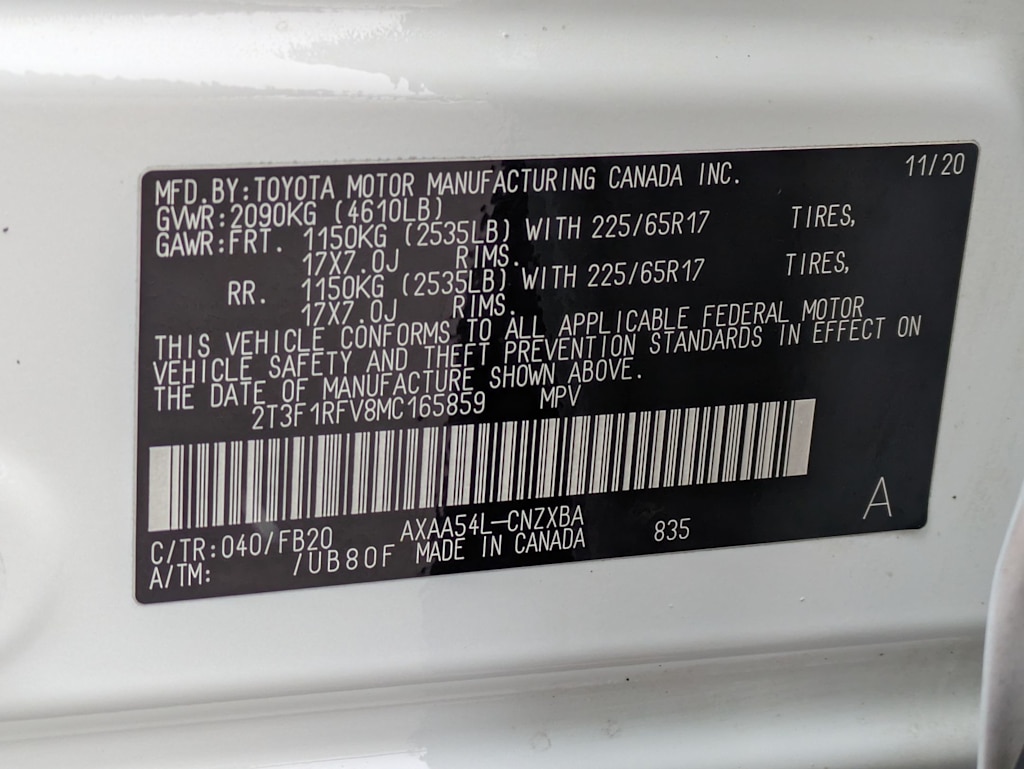 MFD.BY:TOYOTA MOTOR MANUFACTURING CANADA INC. 11/20
GVWR:2090KG (4610LB)
GAWR:FRT. 1150KG (2535LB) WITH 225/65R17 TIRES,
17X7.0J RIMS.
RR. 1150KG (2535LB) WITH 225/65R17 TIRES,
17X7.0J RIMS.
THIS VEHICLE CONFORMS TO ALL APPLICABLE FEDERAL MOTOR
VEHICLE SAFETY AND THEFT PREVENTION STANDARDS IN EFFECT ON
THE DATE OF MANUFACTURE SHOWN ABOVE.
2T3F1RFV8MC165859 MPV
C/TR:040/FB20 AXAA54L-CNZXBA 835 A
A/TM: /UB80F MADE IN CANADA